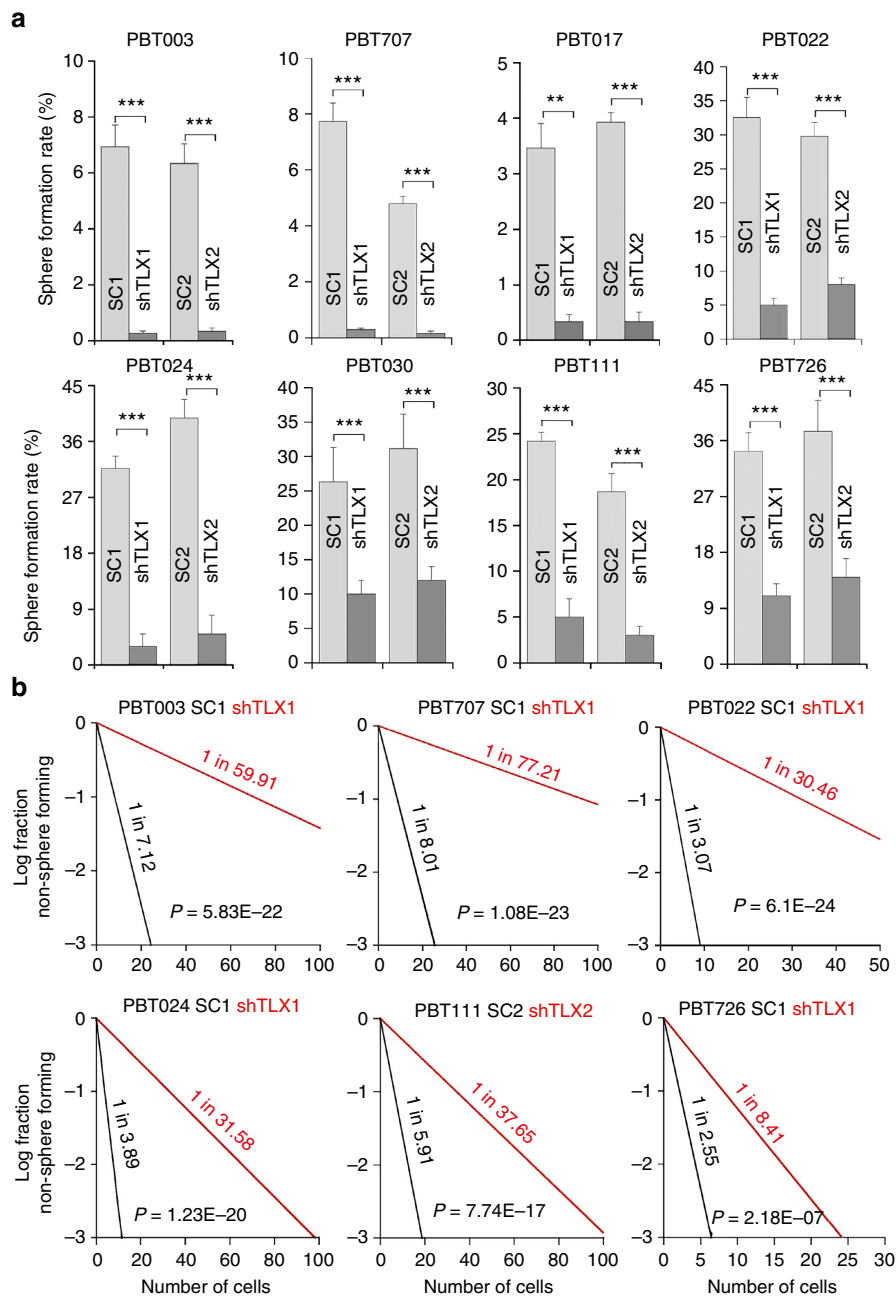 a
PBT003
PBT707
PBT017
PBT022
Sphere formation rate (%)
10
8
6
4
2
0
***
***
SC1
shTLX1
SC2
shTLX2
10
8
6
4
2
0
***
***
SC1
shTLX1
SC2
shTLX2
5
4
3
2
1
0
**
***
SC1
shTLX1
SC2
shTLX2
40
35
30
25
20
15
10
5
0
***
***
SC1
shTLX1
SC2
shTLX2
PBT024
PBT030
PBT111
PBT726
Sphere formation rate (%)
45
36
27
18
9
0
***
***
SC1
shTLX1
SC2
shTLX2
40
35
30
25
20
15
10
5
0
***
***
SC1
shTLX1
SC2
shTLX2
30
25
20
15
10
5
0
***
***
SC1
shTLX1
SC2
shTLX2
45
36
27
18
9
0
***
***
SC1
shTLX1
SC2
shTLX2
b
PBT003 SC1 shTLX1
Log fraction
non-sphere forming
0
−1
−2
−3
1 in 59.91
1 in 7.12
P = 5.83E−22
0 20 40 60 80 100
PBT707 SC1 shTLX1
0
−1
−2
−3
1 in 77.21
1 in 8.01
P = 1.08E−23
0 20 40 60 80 100
PBT022 SC1 shTLX1
0
−1
−2
−3
1 in 30.46
1 in 3.07
P = 6.1E−24
0 10 20 30 40 50
PBT024 SC1 shTLX1
Log fraction
non-sphere forming
0
−1
−2
−3
1 in 31.58
1 in 3.89
P = 1.23E−20
0 20 40 60 80 100
Number of cells
PBT111 SC2 shTLX2
0
−1
−2
−3
1 in 37.65
1 in 5.91
P = 7.74E−17
0 20 40 60 80 100
Number of cells
PBT726 SC1 shTLX1
0
−1
−2
−3
1 in 8.41
1 in 2.55
P = 2.18E−07
0 5 10 15 20 25 30
Number of cells